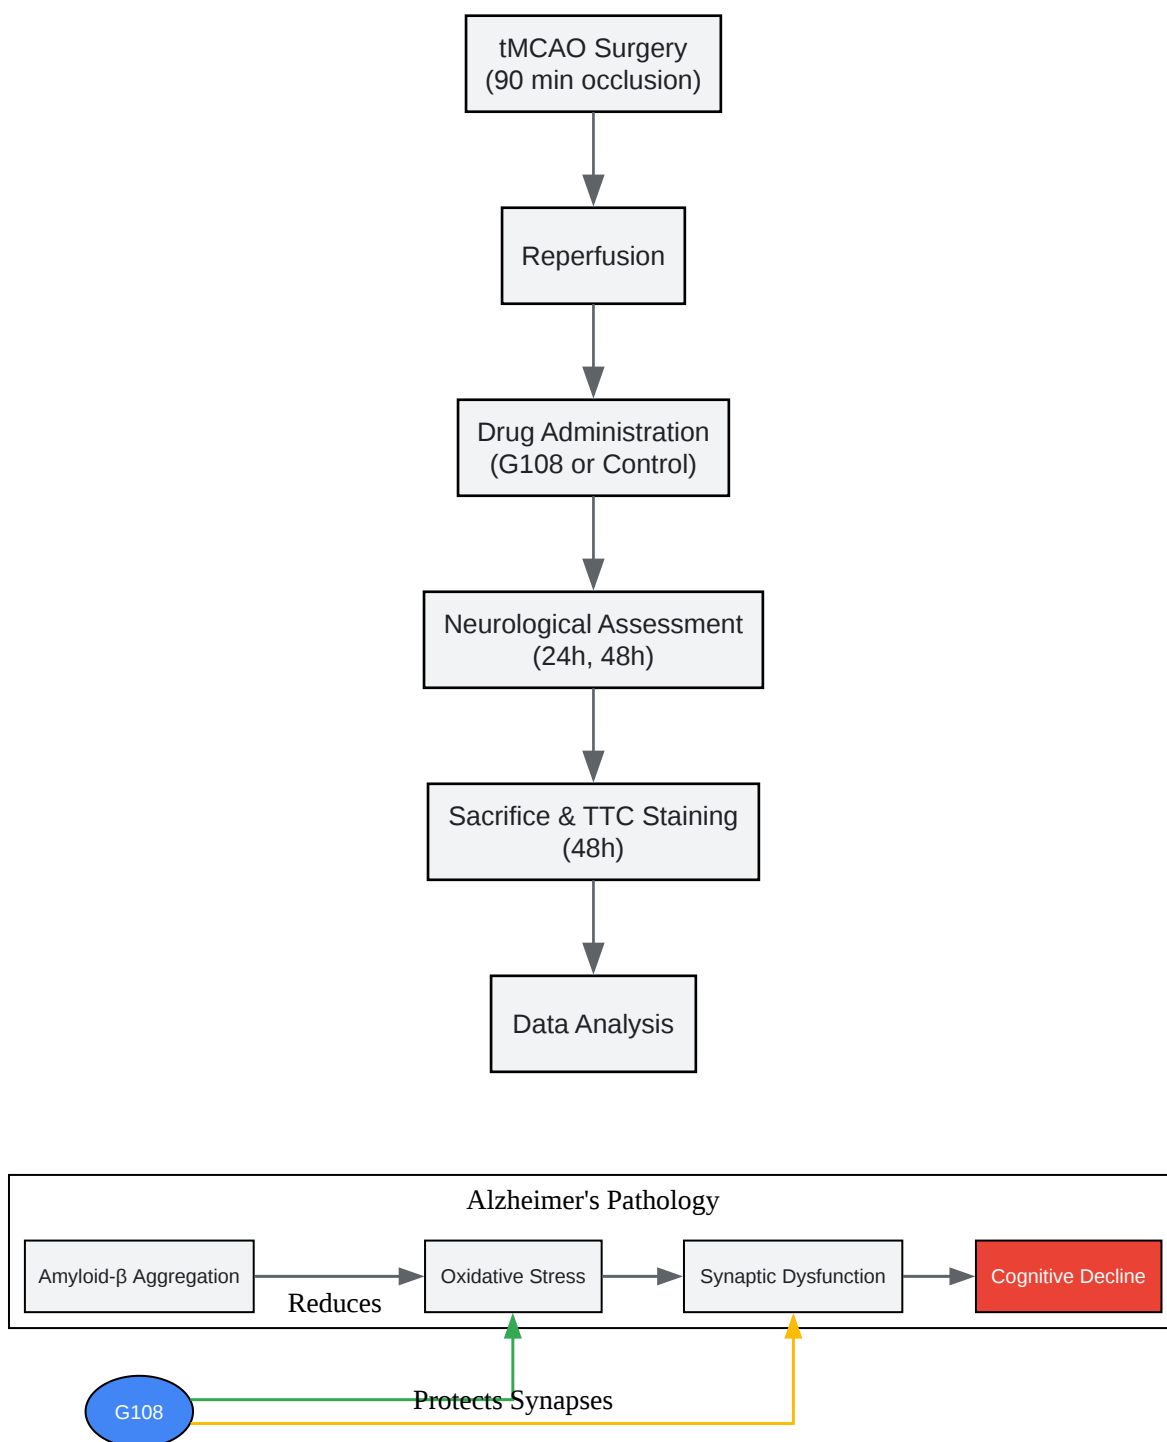 tMCAO Surgery
(90 min occlusion)
Reperfusion
Drug Administration
(G108 or Control)
Neurological Assessment
(24h, 48h)
Sacrifice & TTC Staining
(48h)
Data Analysis
Alzheimer's Pathology
Amyloid-β Aggregation
Oxidative Stress
Synaptic Dysfunction
Cognitive Decline
Reduces
Protects Synapses
G108